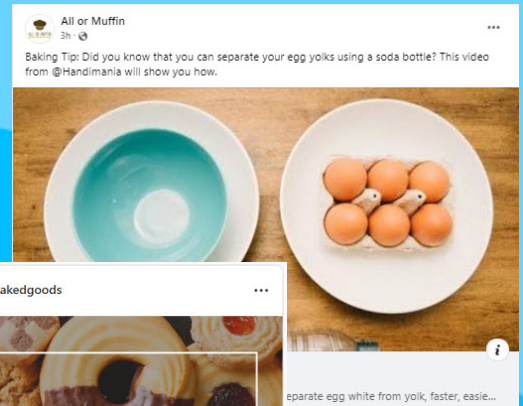 All or Muffin
3h ·
Baking Tip: Did you know that you can separate your egg yolks using a soda bottle? This video
from @Handimania will show you how.
akedgoods
eparate egg white from yolk, faster, easie...